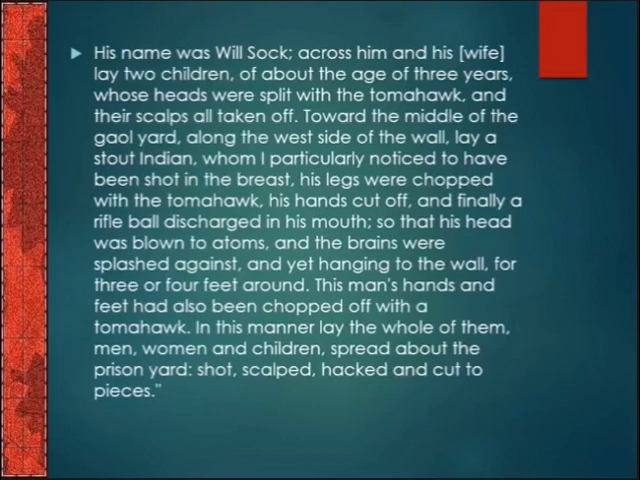 His name was Will Sock; across him and his [wife]
lay two children, of about the age of three years,
whose heads were split with the tomahawk, and
their scalps all taken off. Toward the middle of the
gaol yard, along the west side of the wall, lay a
stout Indian, whom I particularly noticed to have
been shot in the breast, his legs were chopped
with the tomahawk, his hands cut off, and finally a
rifle ball discharged in his mouth; so that his head
was blown to atoms, and the brains were
splashed against, and yet hanging to the wall, for
three or four feet around. This man's hands and
feet had also been chopped off with a
tomahawk. In this manner lay the whole of them,
men, women and children, spread about the
prison yard: shot, scalped, hacked and cut to
pieces."